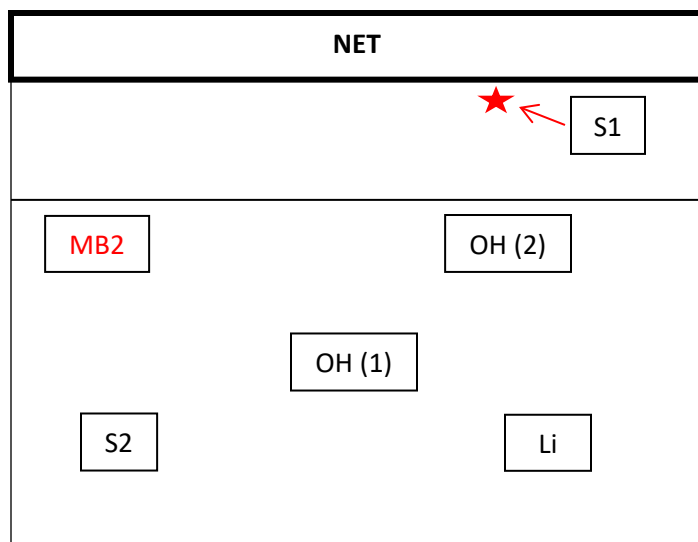 NET
S1
MB2
OH (2)
OH (1)
S2
Li